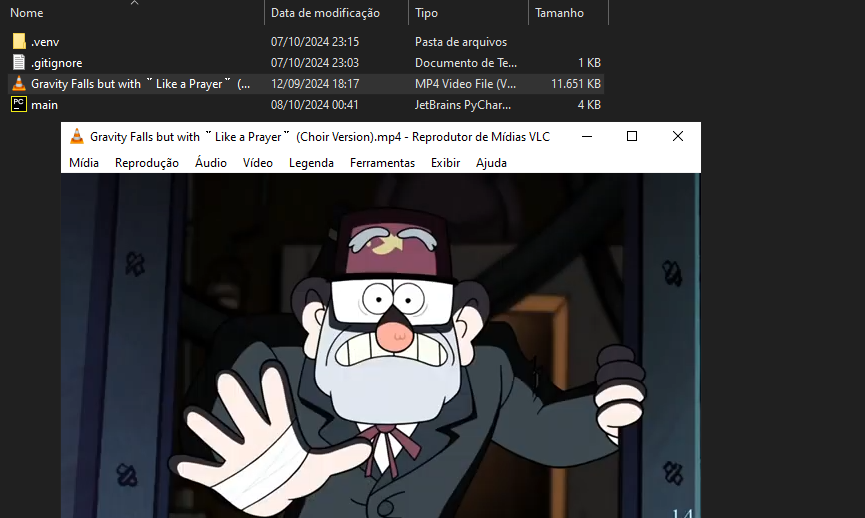 Nome Data de modificação Tipo Tamanho
.venv 07/10/2024 23:15 Pasta de arquivos
.gitignore 07/10/2024 23:03 Documento de Te... 1 KB
Gravity Falls but with ˝ Like a Prayer˝ (... 12/09/2024 18:17 MP4 Video File (V... 11.651 KB
PC main 08/10/2024 00:41 JetBrains PyChar... 4 KB
Gravity Falls but with ˝ Like a Prayer˝ (Choir Version).mp4 - Reprodutor de Mídias VLC
Mídia Reprodução Áudio Vídeo Legenda Ferramentas Exibir Ajuda